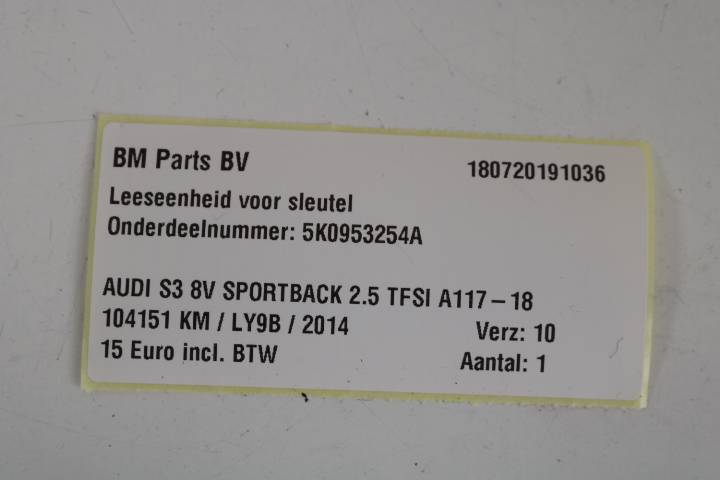 BM Parts BV 180720191036
Leeseenheid voor sleutel
Onderdeelnummer: 5K0953254A
AUDI S3 8V SPORTBACK 2.5 TFSI A117-18
104151 KM / LY9B / 2014 Verz: 10
15 Euro incl. BTW Aantal: 1